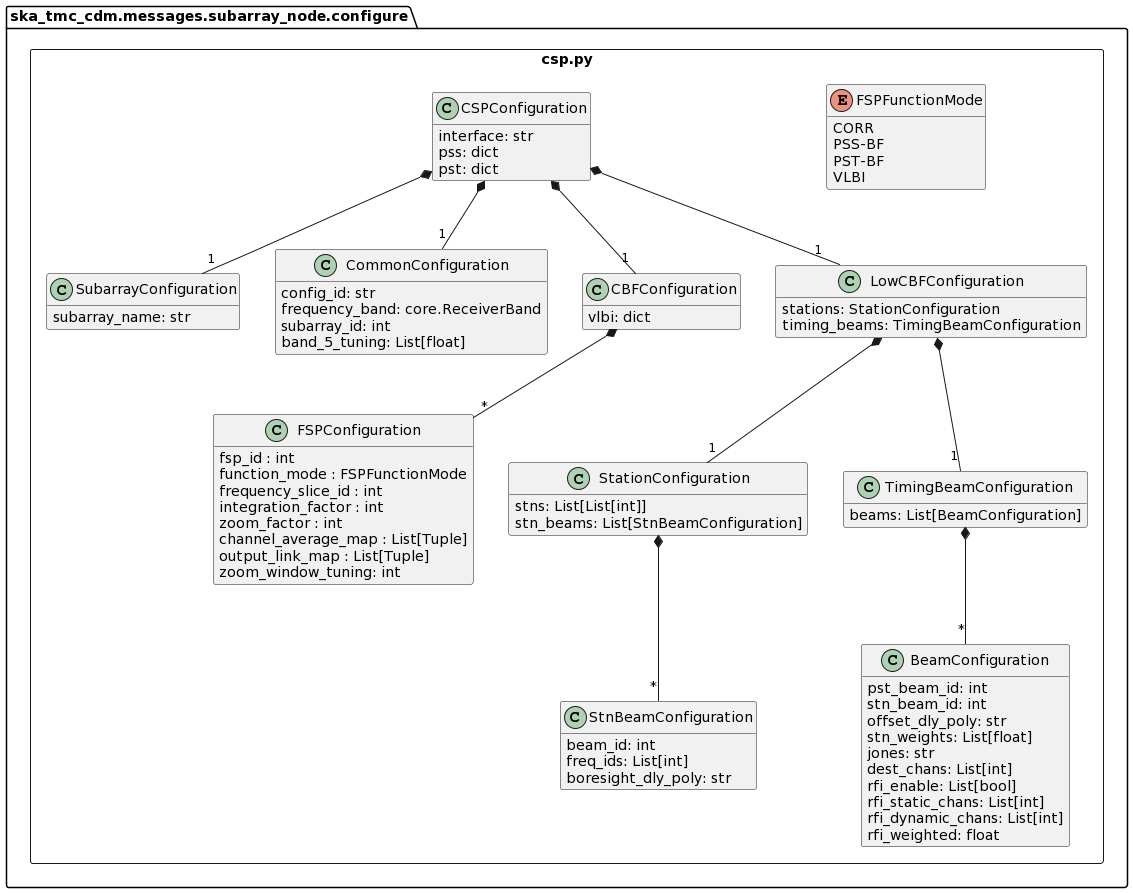 ska_tmc_cdm.messages.subarray_node.configure
csp.py
C CSPConfiguration
interface: str
pss: dict
pst: dict
E FSPFunctionMode
CORR
PSS-BF
PST-BF
VLBI
1
1
1
1
C SubarrayConfiguration
subarray_name: str
C CommonConfiguration
config_id: str
frequency_band: core.ReceiverBand
subarray_id: int
band_5_tuning: List[float]
C CBFConfiguration
vlbi: dict
C LowCBFConfiguration
stations: StationConfiguration
timing_beams: TimingBeamConfiguration
*
1
1
C FSPConfiguration
fsp_id : int
function_mode : FSPFunctionMode
frequency_slice_id : int
integration_factor : int
zoom_factor : int
channel_average_map : List[Tuple]
output_link_map : List[Tuple]
zoom_window_tuning: int
C StationConfiguration
stns: List[List[int]]
stn_beams: List[StnBeamConfiguration]
C TimingBeamConfiguration
beams: List[BeamConfiguration]
*
*
C StnBeamConfiguration
beam_id: int
freq_ids: List[int]
boresight_dly_poly: str
C BeamConfiguration
pst_beam_id: int
stn_beam_id: int
offset_dly_poly: str
stn_weights: List[float]
jones: str
dest_chans: List[int]
rfi_enable: List[bool]
rfi_static_chans: List[int]
rfi_dynamic_chans: List[int]
rfi_weighted: float